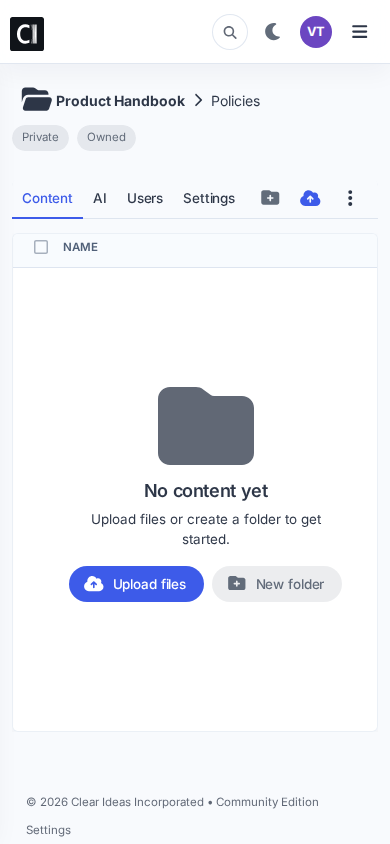 CI
VT
Product Handbook > Policies
Private Owned
Content AI Users Settings
NAME
No content yet
Upload files or create a folder to get
started.
Upload files New folder
© 2026 Clear Ideas Incorporated • Community Edition
Settings